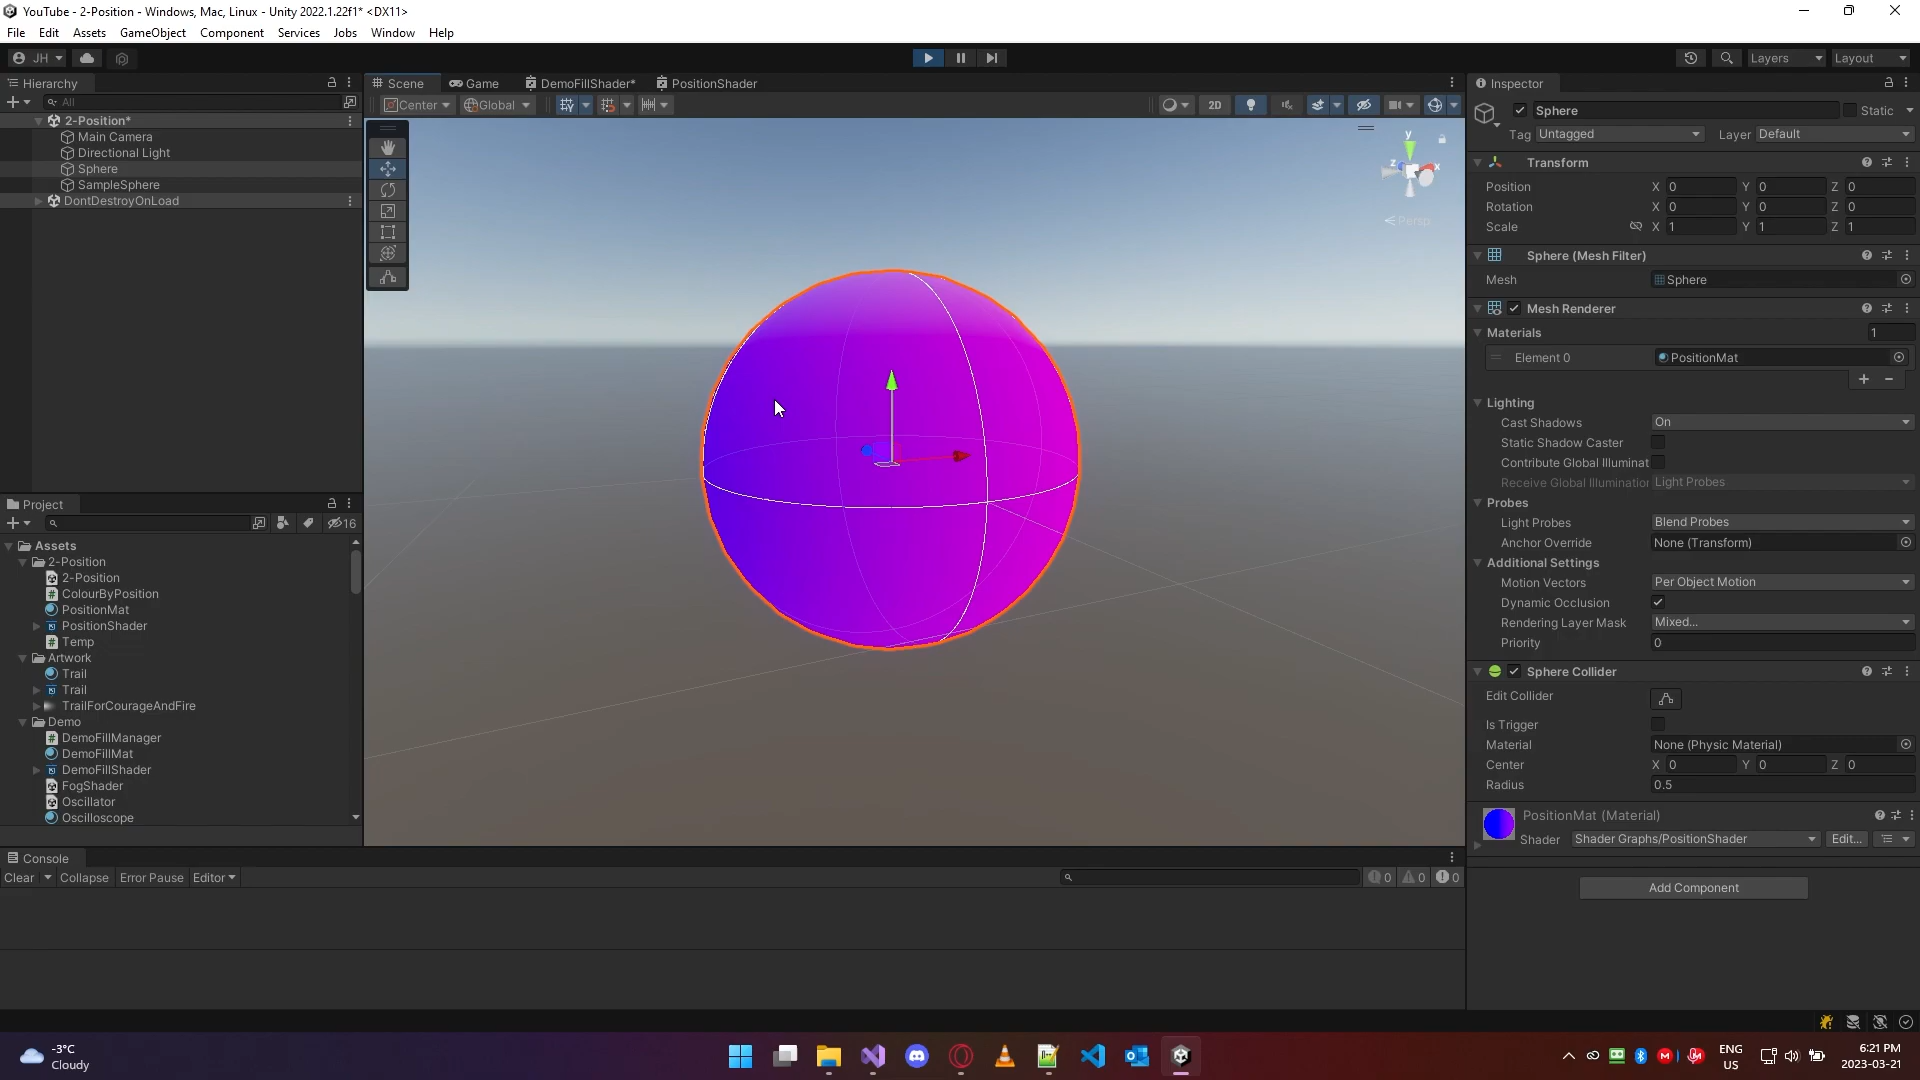 YouTube - 2-Position - Windows, Mac, Linux - Unity 2022.1.22f1* <DX11>
File Edit Assets GameObject Component Services Jobs Window Help
JH Layers Layout
Hierarchy
All
2-Position*
Main Camera
Directional Light
Sphere
SampleSphere
DontDestroyOnLoad
Project
16
Assets
2-Position
2-Position
ColourByPosition
PositionMat
PositionShader
Temp
Artwork
Trail
Trail
TrailForCourageAndFire
Demo
DemoFillManager
DemoFillMat
DemoFillShader
FogShader
Oscillator
Osciloscope
Scene Game DemoFillShader* PositionShader
Center Global 2D
y
z x
Persp
Console
Clear Collapse Error Pause Editor 0 0 0
Inspector
Sphere Static
Tag Untagged Layer Default
Transform
Position X 0 Y 0 Z 0
Rotation X 0 Y 0 Z 0
Scale X 1 Y 1 Z 1
Sphere (Mesh Filter)
Mesh Sphere
Mesh Renderer
Materials 1
Element 0 PositionMat
Lighting
Cast Shadows On
Static Shadow Caster
Contribute Global Illuminat
Receive Global Illumination Light Probes
Probes
Light Probes Blend Probes
Anchor Override None (Transform)
Additional Settings
Motion Vectors Per Object Motion
Dynamic Occlusion
Rendering Layer Mask Mixed...
Priority 0
Sphere Collider
Edit Collider
Is Trigger
Material None (Physic Material)
Center X 0 Y 0 Z 0
Radius 0.5
PositionMat (Material)
Shader Shader Graphs/PositionShader Edit...
Add Component
-3°C
Cloudy
ENG
US
6:21 PM
2023-03-21